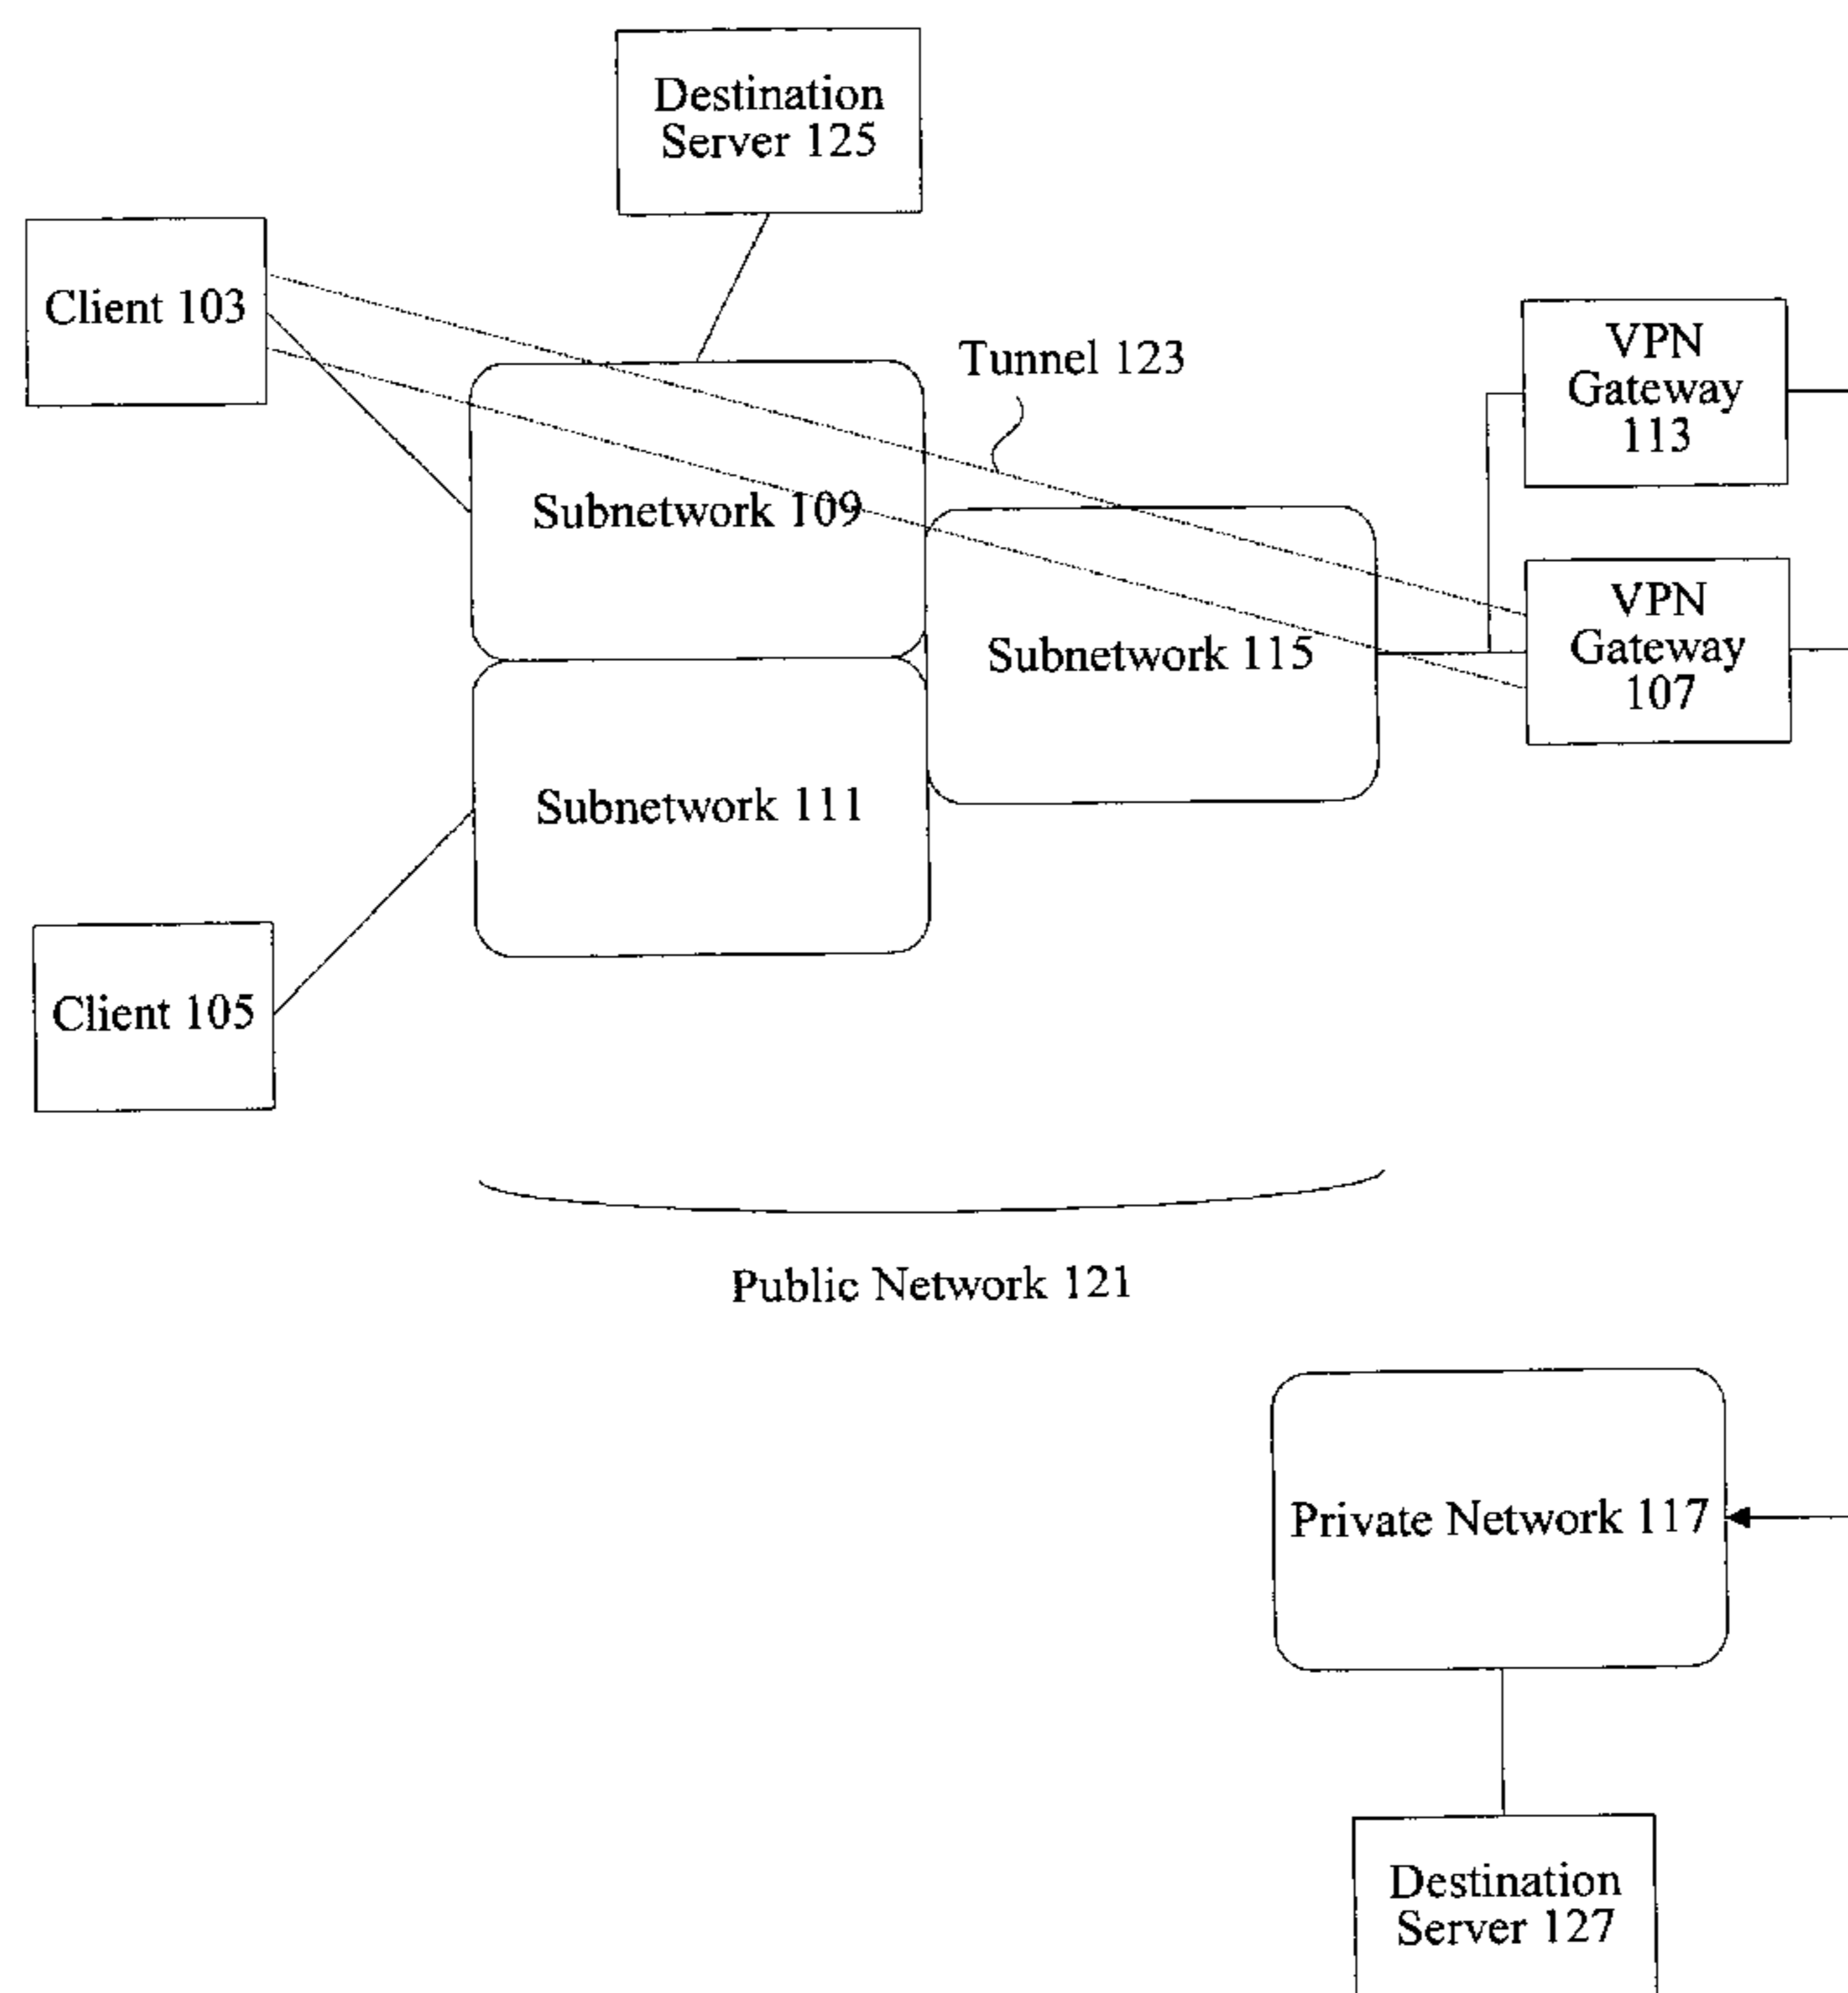 Destination
Server 125
Client 103
VPN
Gateway
113
Tunnel 123
Subnetwork 109
VPN
Gateway
107
Subnetwork 115
Subnetwork 111
Client 105
Public Network 121
Private Network 117
Destination
Server 127